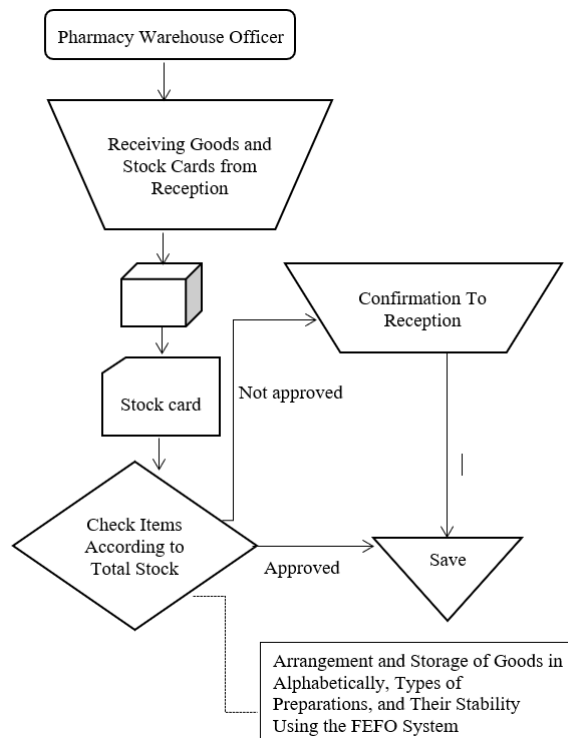 Pharmacy Warehouse Officer
Receiving Goods and
Stock Cards from
Reception
Confirmation To
Reception
Stock card
Not approved
Check Items
According to
Total Stock
Approved
Save
Arrangement and Storage of Goods in
Alphabetically, Types of
Preparations, and Their Stability
Using the FEFO System